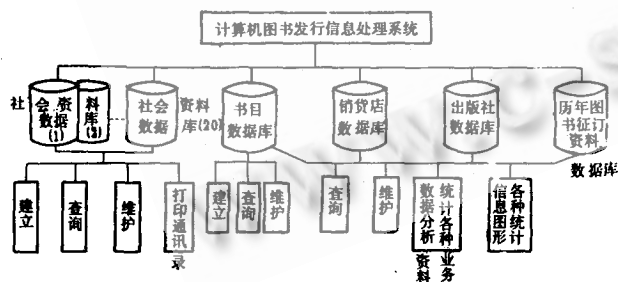 计算机图书发行信息处理系统
社会资料
数据库
(1) (2)
社会资料
数据库(20)
书目
数据库
销货店
数据库
出版社
数据库
历年图
书征订
资料
数据库
建立
查询
维护
打印通讯录
建立
查询
维护
查询
维护
统计各种业务
数据分析资料
各种统计
信息图形